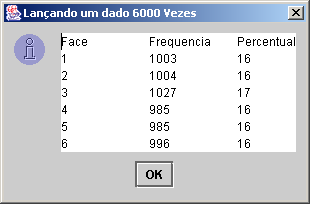 Lançando um dado 6000 Vezes
Face Frequencia Percentual
1 1003 16
2 1004 16
3 1027 17
4 985 16
5 985 16
6 996 16
OK